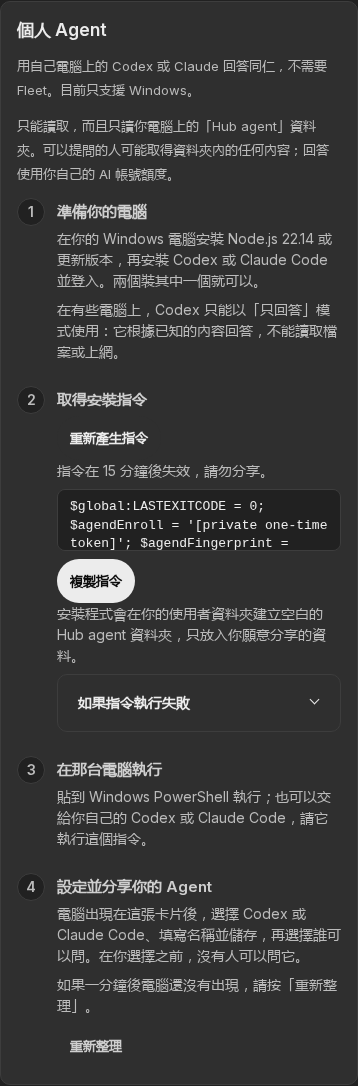 個人 Agent
用自己電腦上的 Codex 或 Claude 回答同仁，不需要
Fleet。目前只支援 Windows。
只能讀取，而且只讀你電腦上的「Hub agent」資料
夾。可以提問的人可能取得資料夾內的任何內容；回答
使用你自己的 AI 帳號額度。
1 準備你的電腦
在你的 Windows 電腦安裝 Node.js 22.14 或
更新版本，再安裝 Codex 或 Claude Code
並登入。兩個裝其中一個就可以。
在有些電腦上，Codex 只能以「只回答」模
式使用：它根據已知的內容回答，不能讀取檔
案或上網。
2 取得安裝指令
重新產生指令
指令在 15 分鐘後失效，請勿分享。
$global:LASTEXITCODE = 0;
$agendEnroll = '[private one-time
token]'; $agendFingerprint =
複製指令
安裝程式會在你的使用者資料夾建立空白的
Hub agent 資料夾，只放入你願意分享的資
料。
如果指令執行失敗
3 在那台電腦執行
貼到 Windows PowerShell 執行；也可以交
給你自己的 Codex 或 Claude Code，請它
執行這個指令。
4 設定並分享你的 Agent
電腦出現在這張卡片後，選擇 Codex 或
Claude Code、填寫名稱並儲存，再選擇誰可
以問。在你選擇之前，沒有人可以問它。
如果一分鐘後電腦還沒有出現，請按「重新整
理」。
重新整理